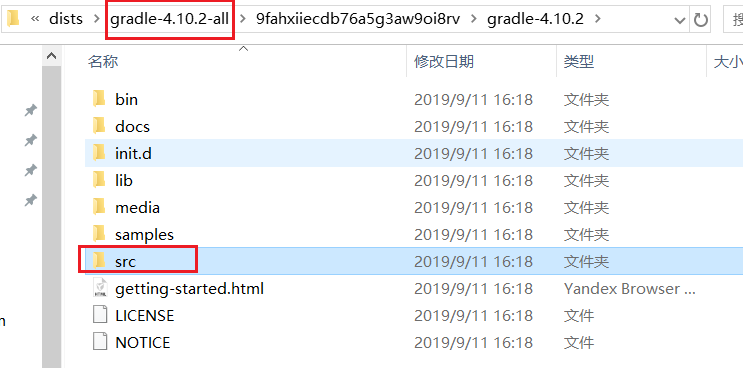 « dists › gradle-4.10.2-all › 9fahxiiecdb76a5g3aw9oi8rv › gradle-4.10.2 › 搜
名称 修改日期 类型 大小
bin 2019/9/11 16:18 文件夹
docs 2019/9/11 16:18 文件夹
init.d 2019/9/11 16:18 文件夹
lib 2019/9/11 16:18 文件夹
media 2019/9/11 16:18 文件夹
samples 2019/9/11 16:18 文件夹
src 2019/9/11 16:18 文件夹
getting-started.html 2019/9/11 16:18 Yandex Browser ...
LICENSE 2019/9/11 16:18 文件
NOTICE 2019/9/11 16:18 文件